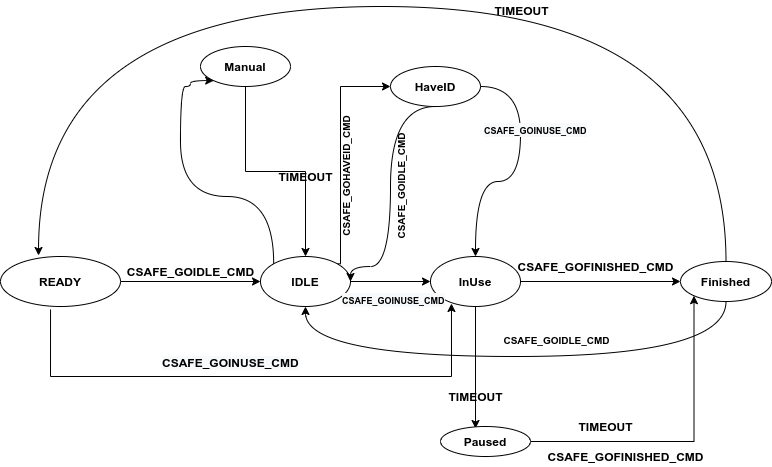 TIMEOUT
Manual
HaveID
CSAFE_GOINUSE_CMD
CSAFE_GOHAVEID_CMD
CSAFE_GOIDLE_CMD
TIMEOUT
READY
CSAFE_GOIDLE_CMD
IDLE
CSAFE_GOINUSE_CMD
InUse
CSAFE_GOFINISHED_CMD
Finished
CSAFE_GOIDLE_CMD
CSAFE_GOINUSE_CMD
TIMEOUT
Paused
TIMEOUT
CSAFE_GOFINISHED_CMD